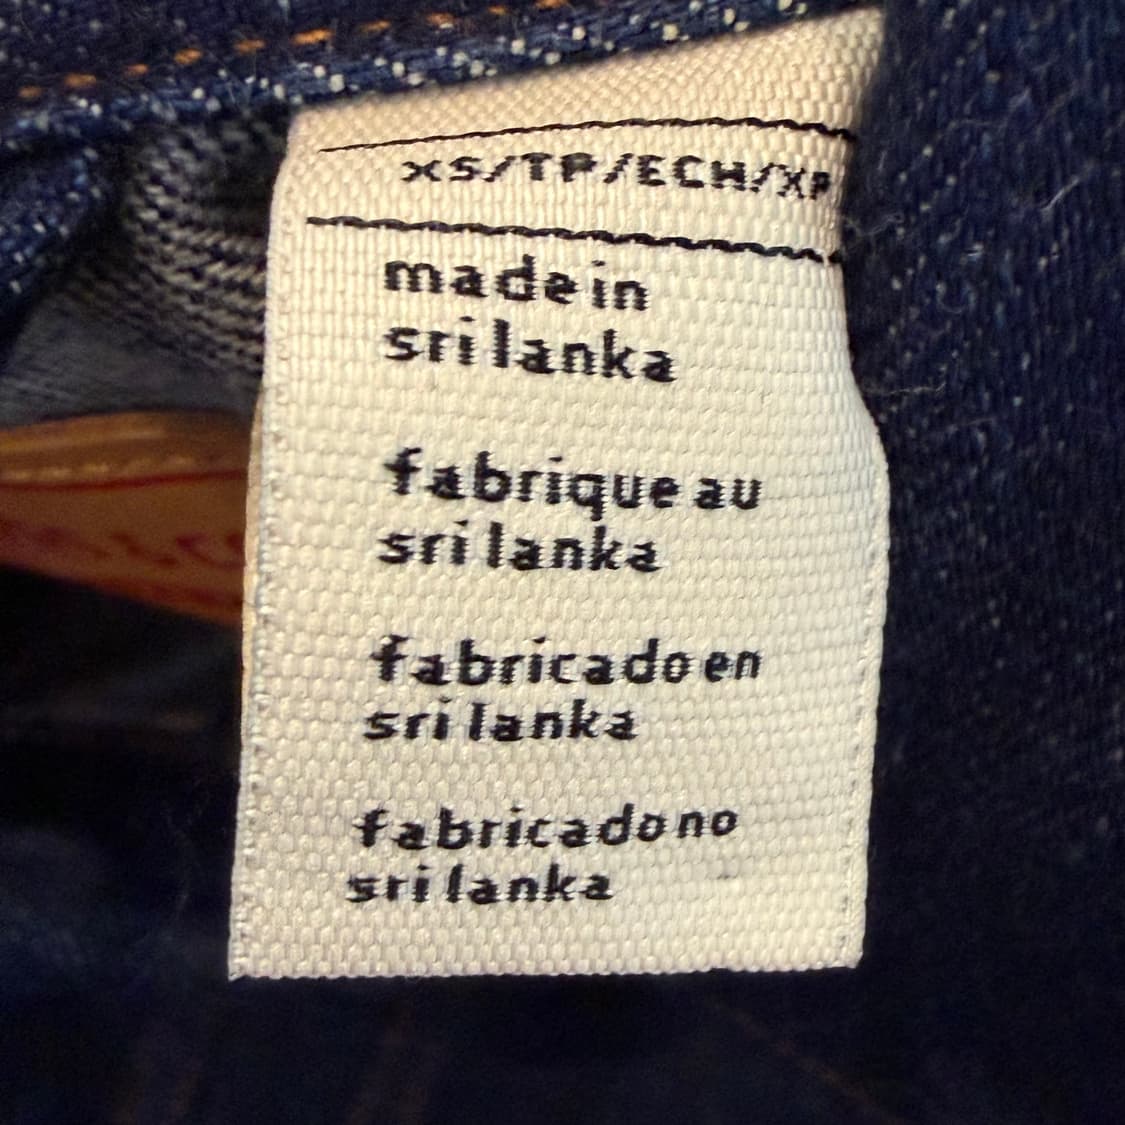 XS/TP/ECH/XP
made in
sri lanka
fabrique au
sri lanka
fabricado en
sri lanka
fabricado no
sri lanka